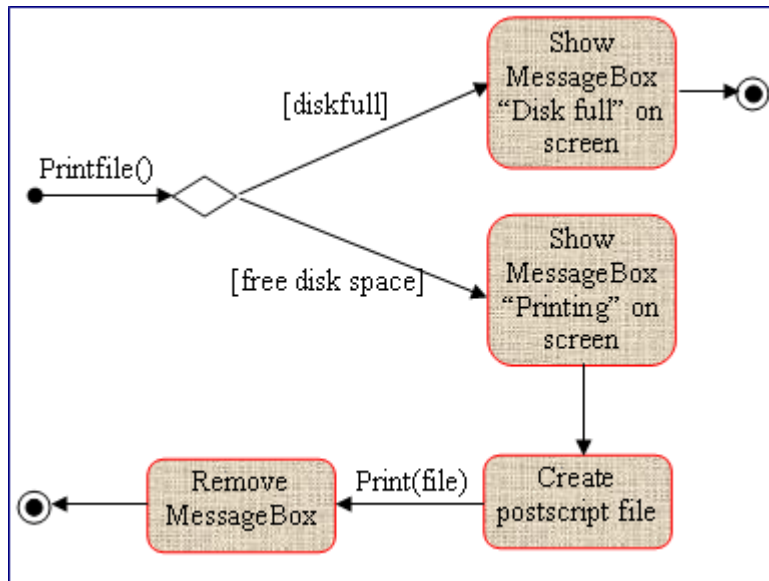 Show
MessageBox
“Disk full” on
screen
[diskfull]
Printfile()
[free disk space]
Show
MessageBox
“Printing” on
screen
Create
postscript file
Print(file)
Remove
MessageBox